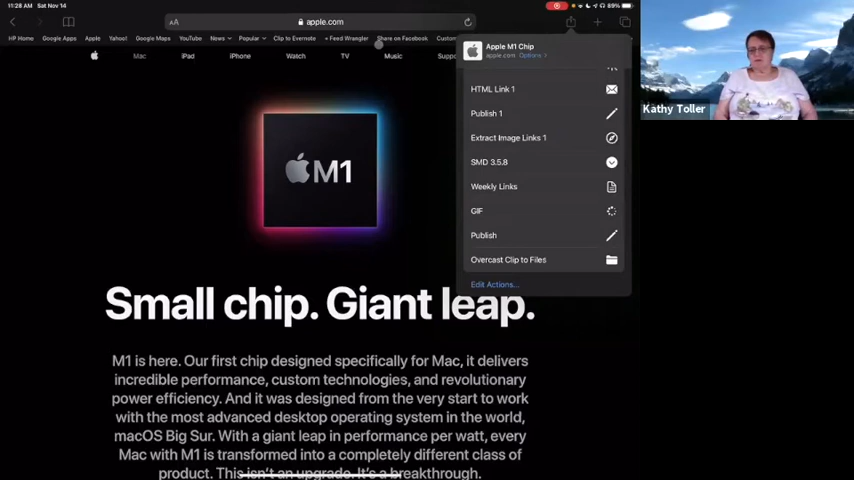 11:28 AM Sat Nov 14
89%
AA
apple.com
HP Home Google Apps Apple Yahoo! Google Maps YouTube News Popular Clip to Evernote + Feed Wrangler Share on Facebook Custom
Mac iPad iPhone Watch TV Music Suppo
Apple M1 Chip
apple.com Options >
HTML Link 1
Publish 1
Extract Image Links 1
SMD 3.5.8
Weekly Links
GIF
Publish
Overcast Clip to Files
Edit Actions...
Kathy Toller
M1
Small chip. Giant leap.
M1 is here. Our first chip designed specifically for Mac, it delivers
incredible performance, custom technologies, and revolutionary
power efficiency. And it was designed from the very start to work
with the most advanced desktop operating system in the world,
macOS Big Sur. With a giant leap in performance per watt, every
Mac with M1 is transformed into a completely different class of
product. This isn't an upgrade. It's a breakthrough.